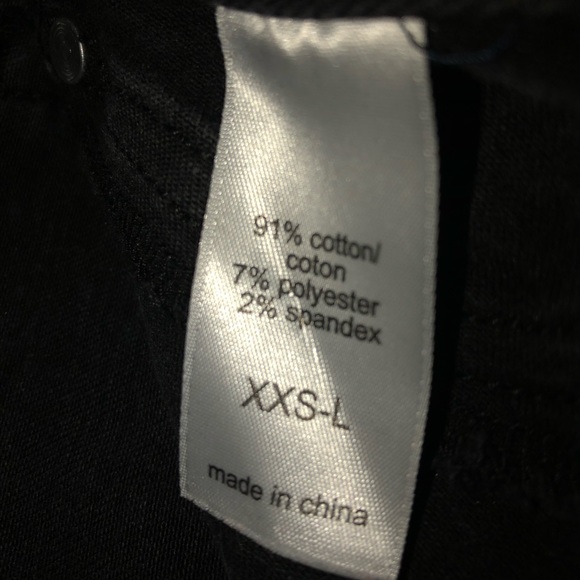 91% cotton/
coton
7% polyester
2% spandex
XXS-L
made in china